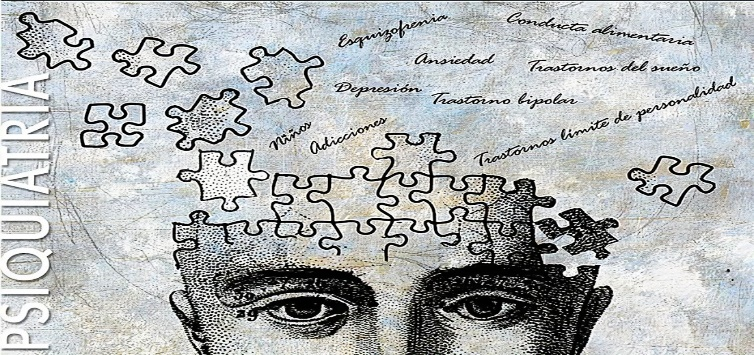 PSIQUIATRIA
Esquizofrenia
Conducta alimentaria
Ansiedad
Trastornos del sueño
Depresión
Trastorno bipolar
Niños
Adicciones
Trastornos límite de personalidad